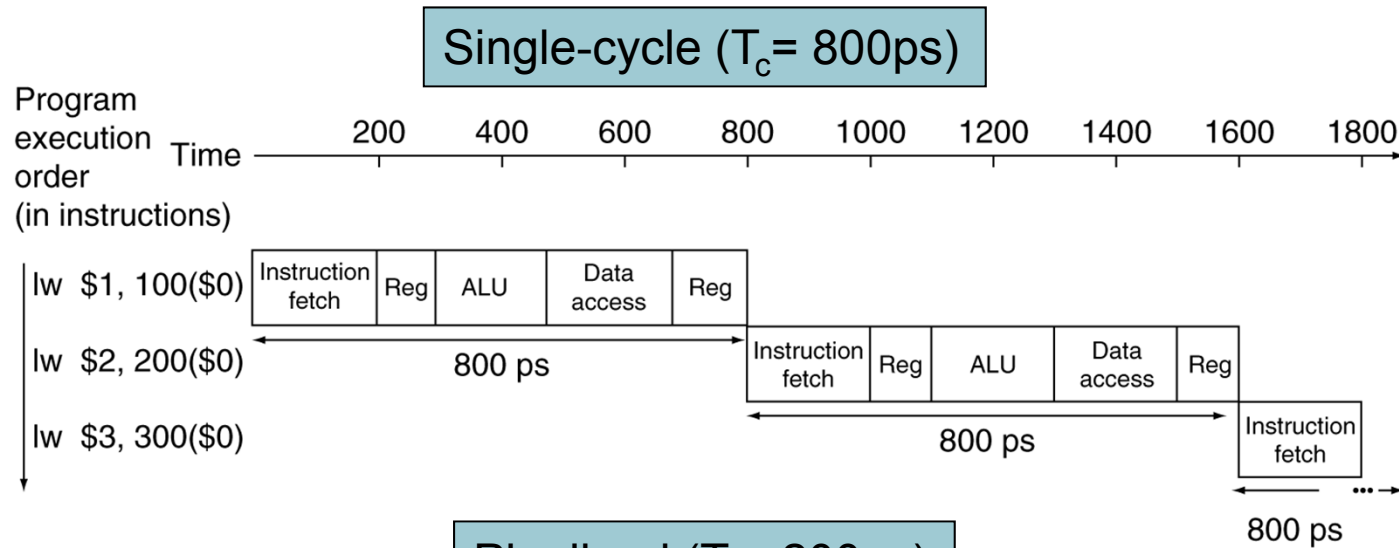 Single-cycle (Tc= 800ps)
Program
execution
order
(in instructions)
Time
200 400 600 800 1000 1200 1400 1600 1800
lw $1, 100($0)
Instruction
fetch
Reg
ALU
Data
access
Reg
800 ps
lw $2, 200($0)
Instruction
fetch
Reg
ALU
Data
access
Reg
800 ps
lw $3, 300($0)
Instruction
fetch
...
800 ps